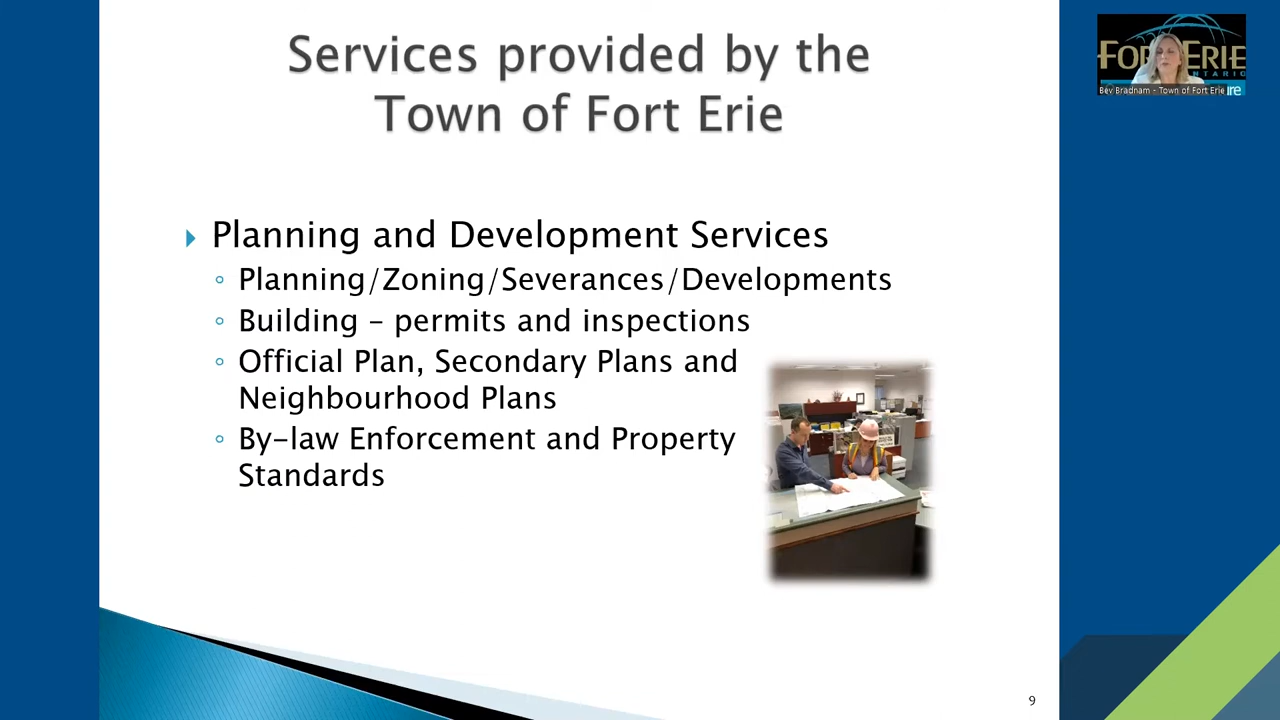 Services provided by the
Town of Fort Erie
Planning and Development Services
Planning/Zoning/Severances/Developments
Building – permits and inspections
Official Plan, Secondary Plans and
Neighbourhood Plans
By-law Enforcement and Property
Standards
9
FORT ERIE
ONTARIO
Bev Bradnam - Town of Fort Erie